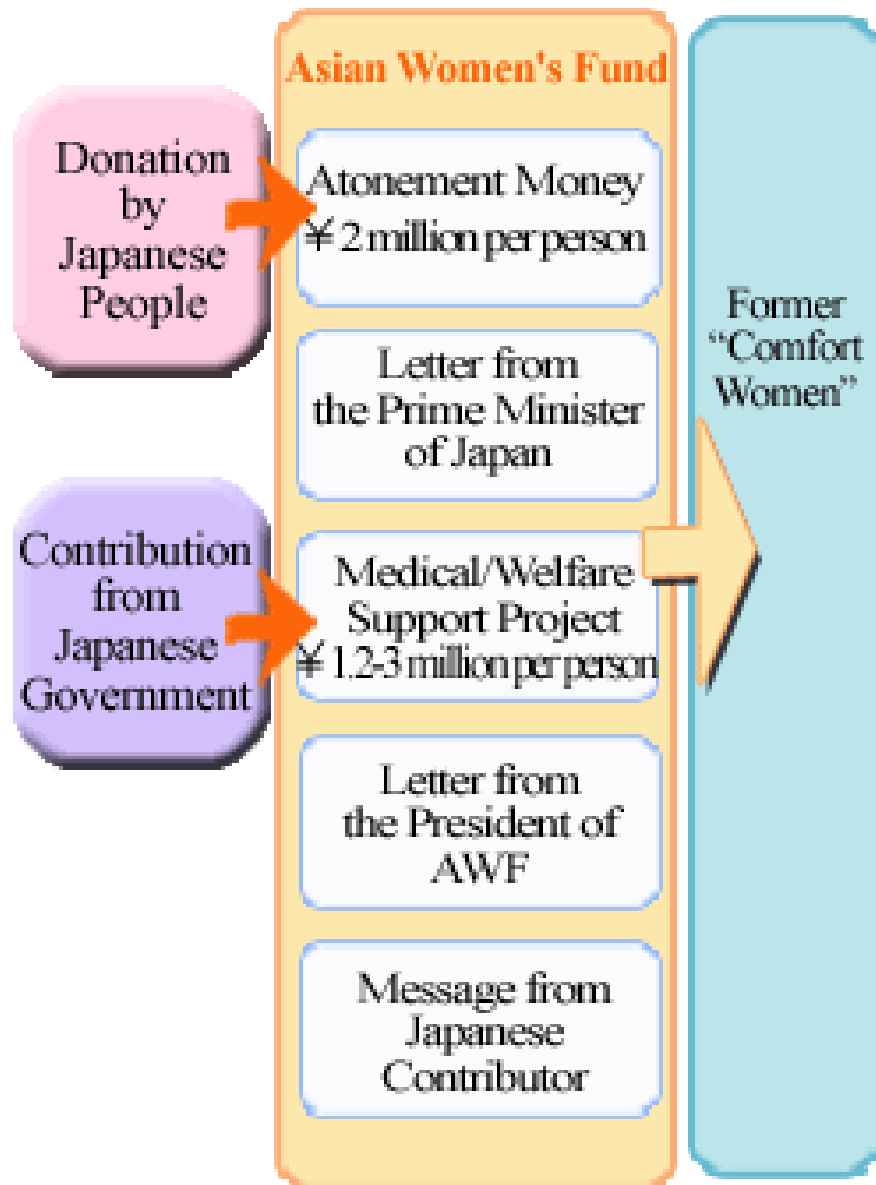 Asian Women's Fund
Donation
by
Japanese
People
Atonement Money
¥ 2 million per person
Letter from
the Prime Minister
of Japan
Contribution
from
Japanese
Government
Medical/Welfare
Support Project
¥ 1.2-3 million per person
Letter from
the President of
AWF
Message from
Japanese
Contributor
Former
“Comfort
Women”